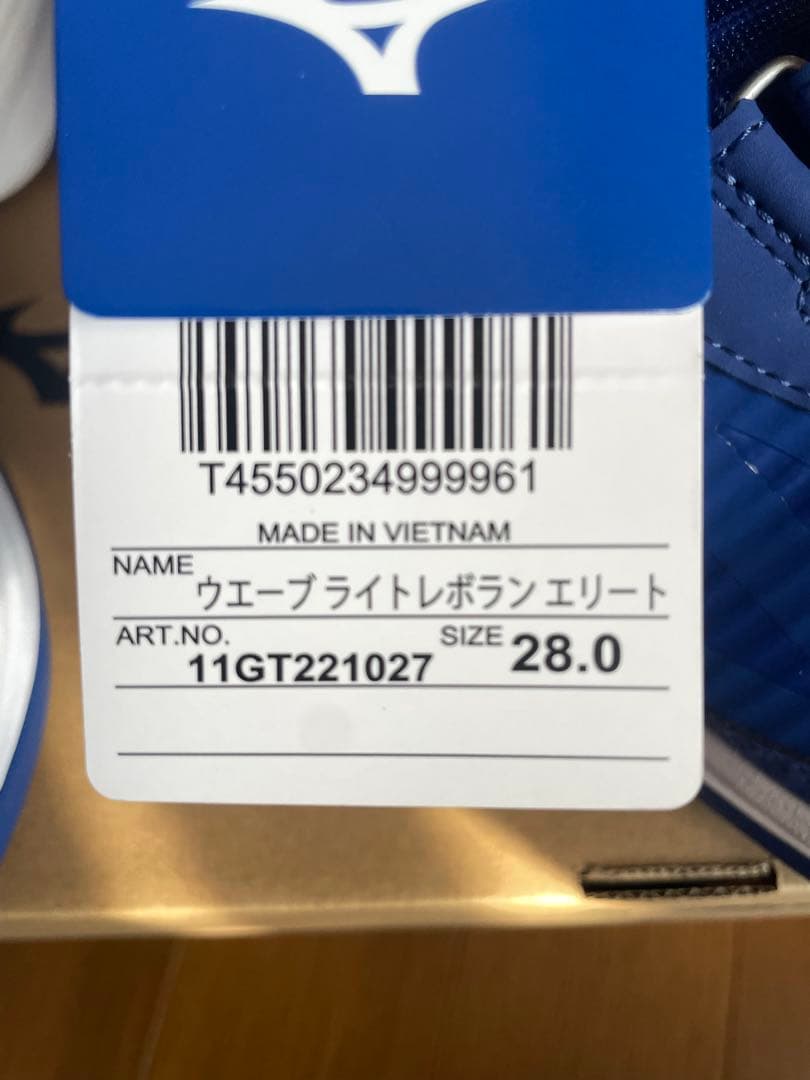 T4550234999961
MADE IN VIETNAM
NAME
ウエーブ ライトレボラン エリート
ART.NO. 11GT221027 SIZE 28.0